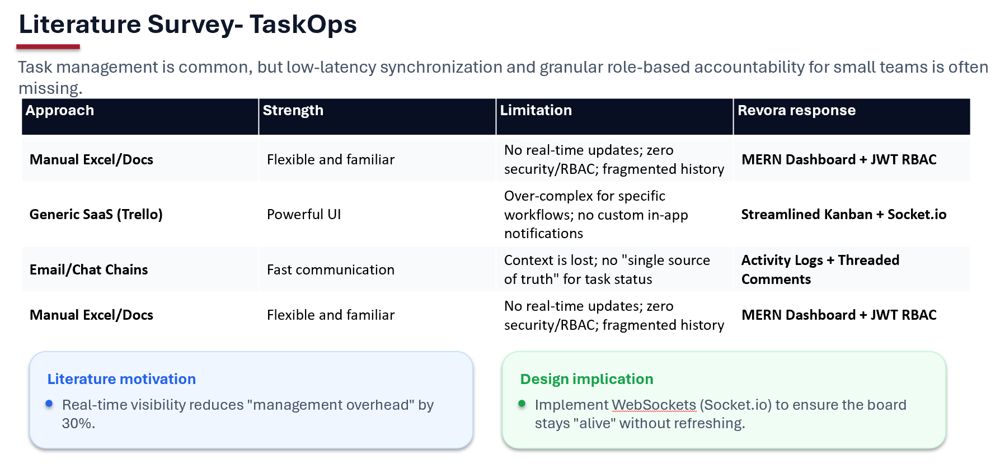 Literature Survey- TaskOps
Task management is common, but low-latency synchronization and granular role-based accountability for small teams is often
missing.
Approach Strength Limitation Revora response
Manual Excel/Docs Flexible and familiar No real-time updates; zero security/RBAC; fragmented history MERN Dashboard + JWT RBAC
Generic SaaS (Trello) Powerful UI Over-complex for specific workflows; no custom in-app notifications Streamlined Kanban + Socket.io
Email/Chat Chains Fast communication Context is lost; no "single source of truth" for task status Activity Logs + Threaded Comments
Manual Excel/Docs Flexible and familiar No real-time updates; zero security/RBAC; fragmented history MERN Dashboard + JWT RBAC
Literature motivation
Real-time visibility reduces "management overhead" by
30%.
Design implication
Implement WebSockets (Socket.io) to ensure the board
stays "alive" without refreshing.